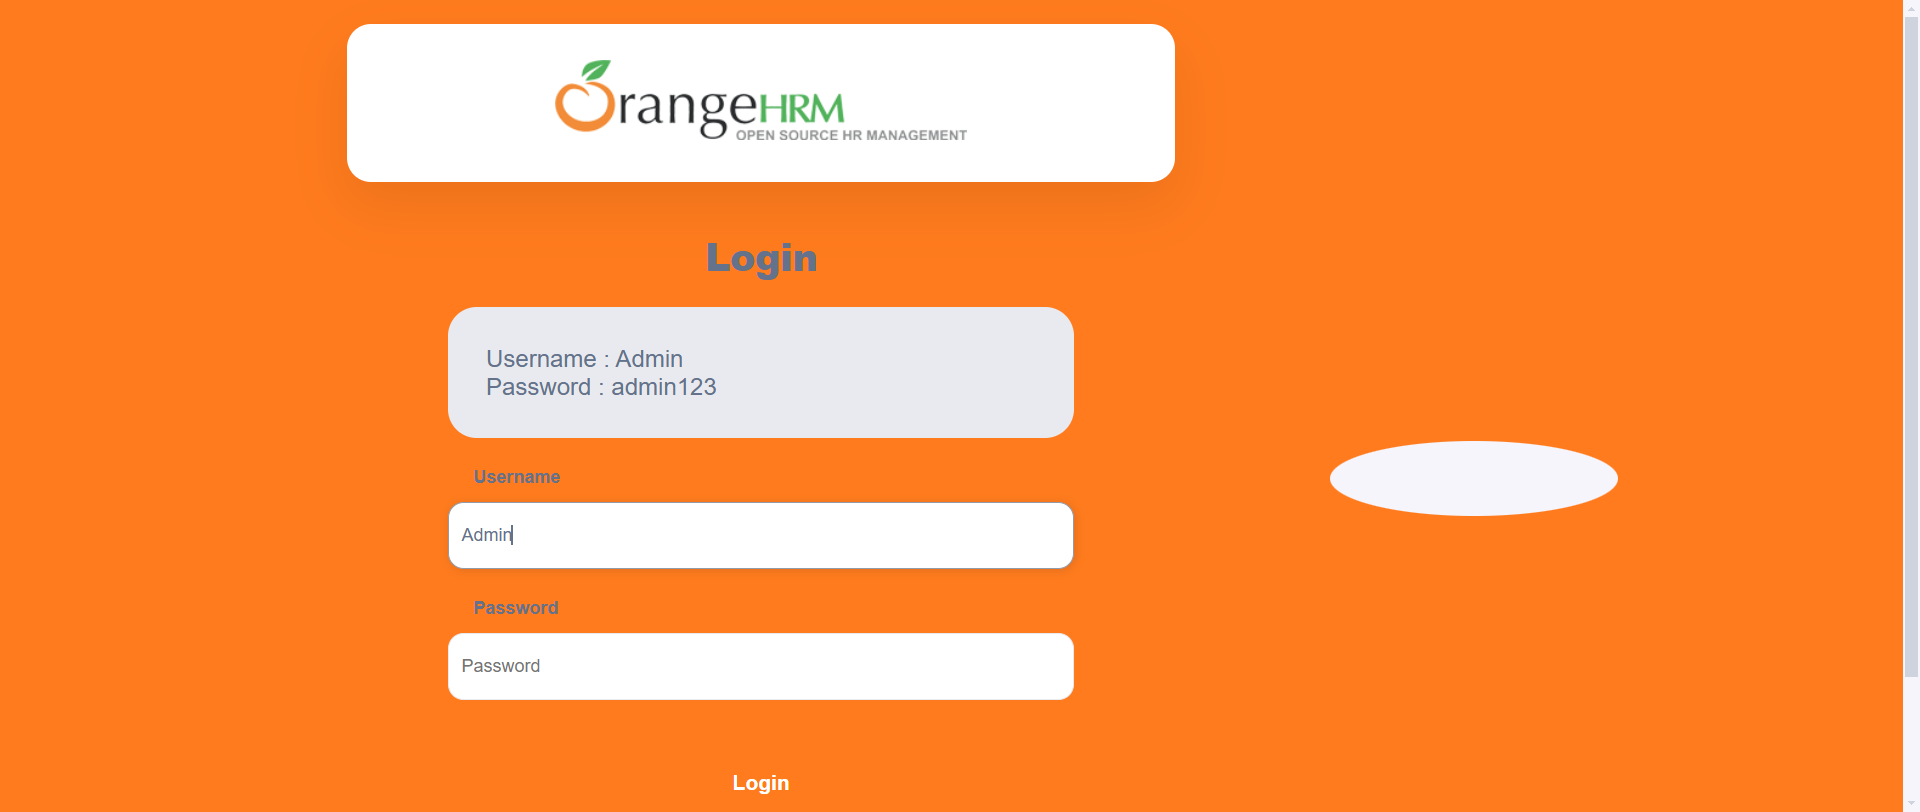 OrangeHRM
OPEN SOURCE HR MANAGEMENT
Login
Username : Admin
Password : admin123
Username
Admin
Password
Password
Login